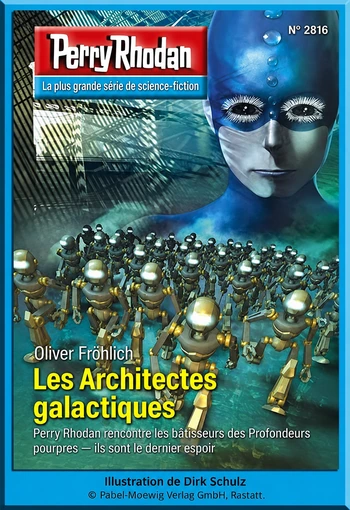 Perry Rhodan
N° 2816
La plus grande série de science-fiction
Oliver Fröhlich
Les Architectes
galactiques
Perry Rhodan rencontre les bâtisseurs des Profondeurs
pourpres — ils sont le dernier espoir
Illustration de Dirk Schulz
© Pabel-Moewig Verlag GmbH, Rastatt.